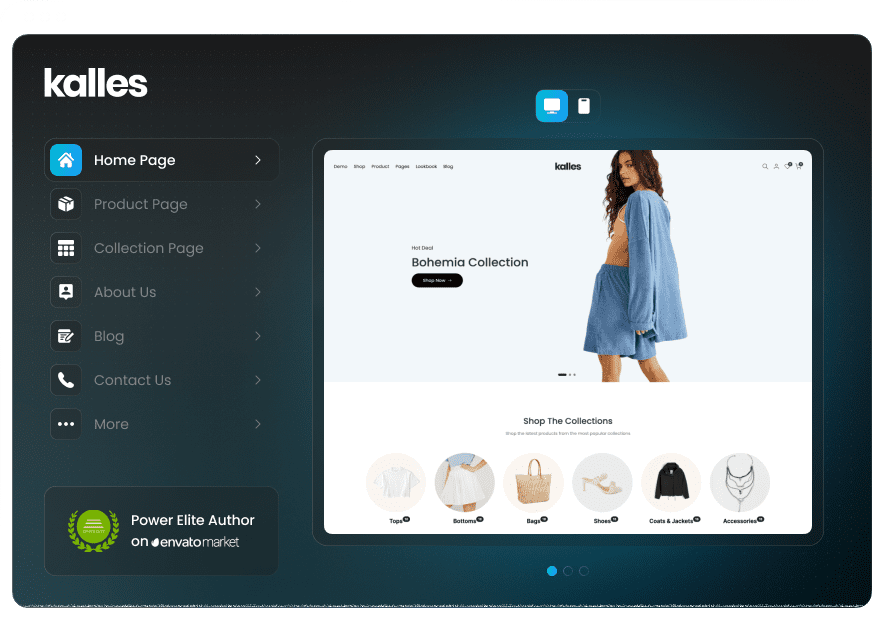 kalles
Home Page
Product Page
Collection Page
About Us
Blog
Contact Us
More
Power Elite Author
on envatomarket
Demo Shop Product Pages Lookbook Blog
kalles
Hot Deal
Bohemia Collection
Shop Now →
Shop The Collections
Shop the latest products from the most popular collections
Tops
Bottoms
Bags
Shoes
Coats & Jackets
Accessories